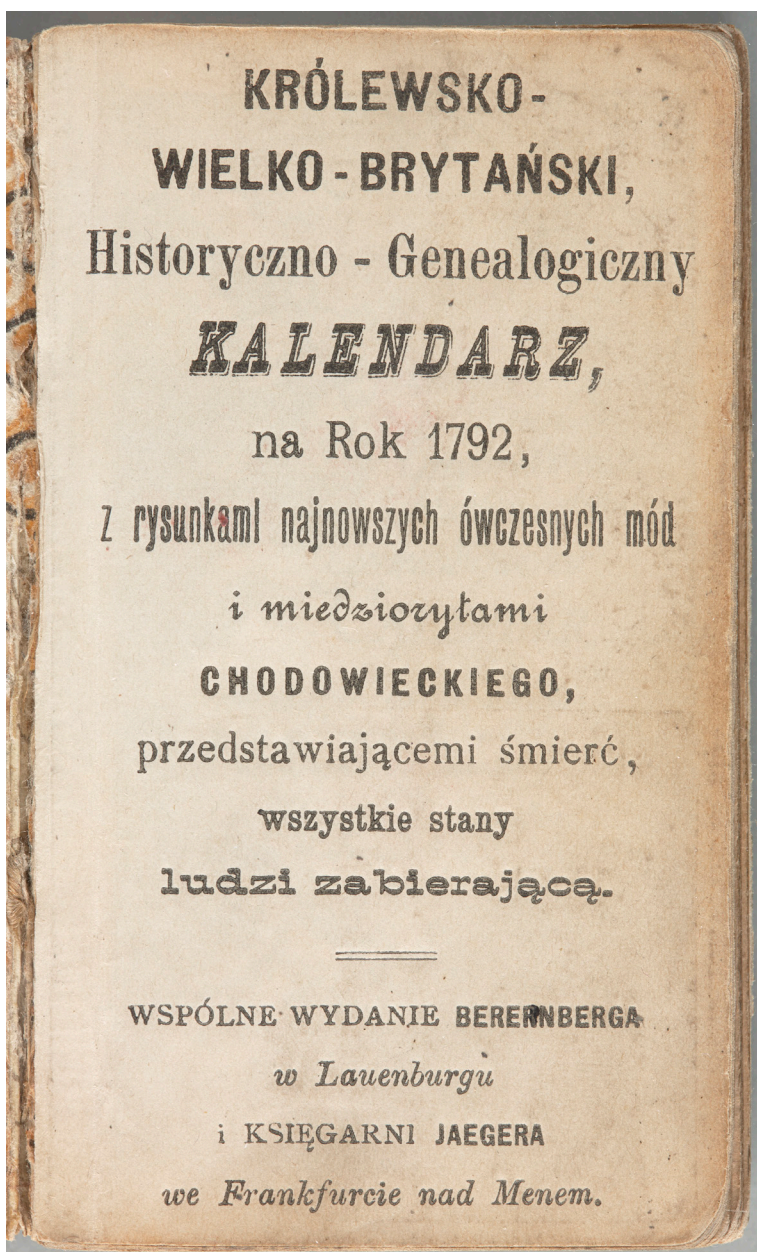 KRÓLEWSKO-
WIELKO-BRYTAŃSKI,
Historyczno - Genealogiczny
KALENDARZ,
na Rok 1792,
z rysunkami najnowszych ówczesnych mód
i miedziorytami
CHODOWIECKIEGO,
przedstawiającemi śmierć,
wszystkie stany
ludzi zabierającą.
WSPÓLNE WYDANIE BERERNBERGA
w Lauenburgu
i KSIĘGARNI JAEGERA
we Frankfurcie nad Menem.